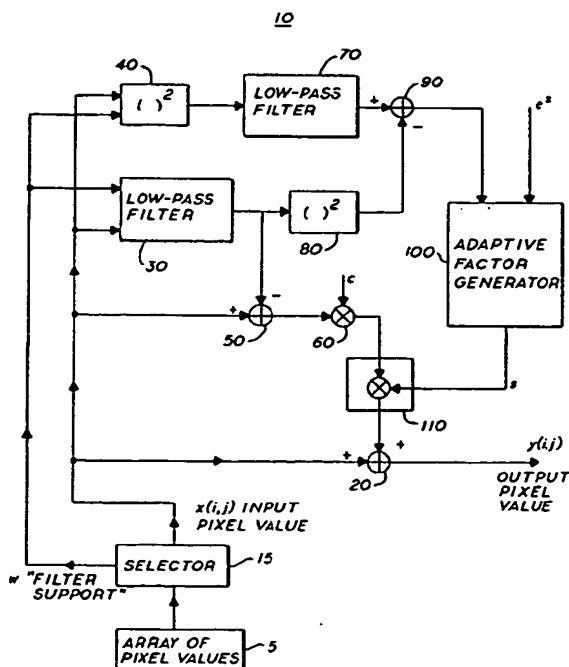 10
40
( )²
70
LOW-PASS
FILTER
90
+
-
c²
LOW-PASS
FILTER
30
( )²
80
100
ADAPTIVE
FACTOR
GENERATOR
c
-
+
50
60
s
110
+
+
20
y(i,j)
OUTPUT
PIXEL
VALUE
x(i,j) INPUT
PIXEL VALUE
w "FILTER
SUPPORT"
SELECTOR
15
ARRAY OF
PIXEL VALUES
5